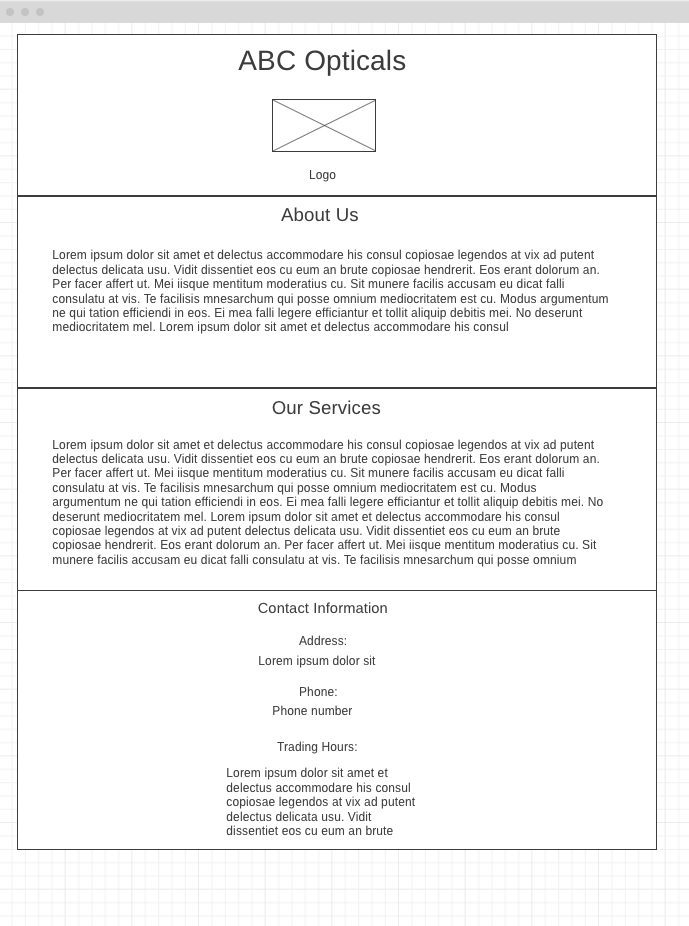 ABC Opticals
Logo
About Us
Lorem ipsum dolor sit amet et delectus accommodare his consul copiosae legendos at vix ad putent
delectus delicata usu. Vidit dissentiet eos cu eum an brute copiosae hendrerit. Eos erant dolorum an.
Per facer affert ut. Mei iisque mentitum moderatius cu. Sit munere facilis accusam eu dicat falli
consulatu at vis. Te facilisis mnesarchum qui posse omnium mediocritatem est cu. Modus argumentum
ne qui tation efficiendi in eos. Ei mea falli legere efficiantur et tollit aliquip debitis mei. No deserunt
mediocritatem mel. Lorem ipsum dolor sit amet et delectus accommodare his consul
Our Services
Lorem ipsum dolor sit amet et delectus accommodare his consul copiosae legendos at vix ad putent
delectus delicata usu. Vidit dissentiet eos cu eum an brute copiosae hendrerit. Eos erant dolorum an.
Per facer affert ut. Mei iisque mentitum moderatius cu. Sit munere facilis accusam eu dicat falli
consulatu at vis. Te facilisis mnesarchum qui posse omnium mediocritatem est cu. Modus
argumentum ne qui tation efficiendi in eos. Ei mea falli legere efficiantur et tollit aliquip debitis mei. No
deserunt mediocritatem mel. Lorem ipsum dolor sit amet et delectus accommodare his consul
copiosae legendos at vix ad putent delectus delicata usu. Vidit dissentiet eos cu eum an brute
copiosae hendrerit. Eos erant dolorum an. Per facer affert ut. Mei iisque mentitum moderatius cu. Sit
munere facilis accusam eu dicat falli consulatu at vis. Te facilisis mnesarchum qui posse omnium
Contact Information
Address:
Lorem ipsum dolor sit
Phone:
Phone number
Trading Hours:
Lorem ipsum dolor sit amet et
delectus accommodare his consul
copiosae legendos at vix ad putent
delectus delicata usu. Vidit
dissentiet eos cu eum an brute